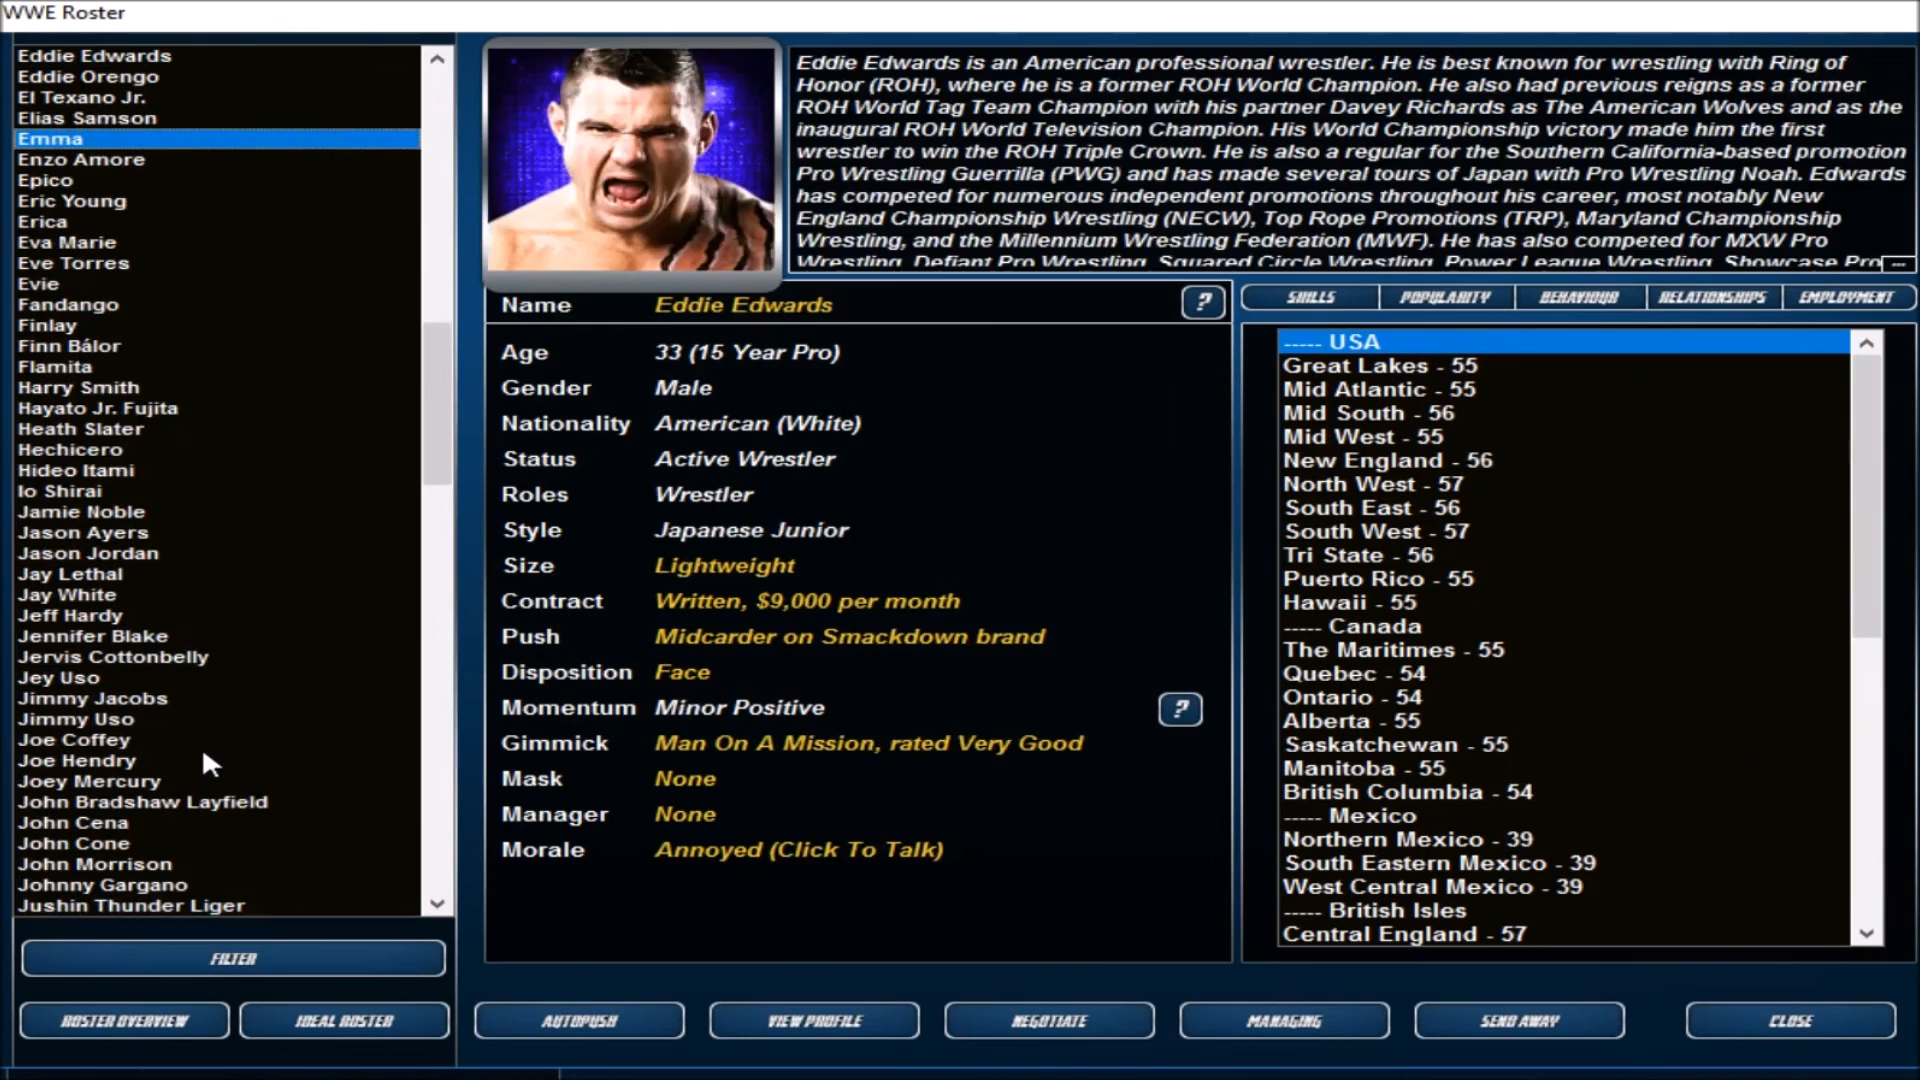 WWE Roster
Eddie Edwards
Eddie Orengo
El Texano Jr.
Elias Samson
Emma
Enzo Amore
Epico
Eric Young
Erica
Eva Marie
Eve Torres
Evie
Fandango
Finlay
Finn Bálor
Flamita
Harry Smith
Hayato Jr. Fujita
Heath Slater
Hechicero
Hideo Itami
Io Shirai
Jamie Noble
Jason Ayers
Jason Jordan
Jay Lethal
Jay White
Jeff Hardy
Jennifer Blake
Jervis Cottonbelly
Jey Uso
Jimmy Jacobs
Jimmy Uso
Joe Coffey
Joe Hendry
Joey Mercury
John Bradshaw Layfield
John Cena
John Cone
John Morrison
Johnny Gargano
Jushin Thunder Liger
FILTER
ROSTER OVERVIEW
IDEAL ROSTER
Eddie Edwards is an American professional wrestler. He is best known for wrestling with Ring of
Honor (ROH), where he is a former ROH World Champion. He also had previous reigns as a former
ROH World Tag Team Champion with his partner Davey Richards as The American Wolves and as the
inaugural ROH World Television Champion. His World Championship victory made him the first
wrestler to win the ROH Triple Crown. He is also a regular for the Southern California-based promotion
Pro Wrestling Guerrilla (PWG) and has made several tours of Japan with Pro Wrestling Noah. Edwards
has competed for numerous independent promotions throughout his career, most notably New
England Championship Wrestling (NECW), Top Rope Promotions (TRP), Maryland Championship
Wrestling, and the Millennium Wrestling Federation (MWF). He has also competed for MXW Pro
Wrestling, Defiant Pro Wrestling, Squared Circle Wrestling, Power League Wrestling, Showcase Pro
...
Name Eddie Edwards ?
Age 33 (15 Year Pro)
Gender Male
Nationality American (White)
Status Active Wrestler
Roles Wrestler
Style Japanese Junior
Size Lightweight
Contract Written, $9,000 per month
Push Midcarder on Smackdown brand
Disposition Face
Momentum Minor Positive ?
Gimmick Man On A Mission, rated Very Good
Mask None
Manager None
Morale Annoyed (Click To Talk)
SKILLS POPULARITY BEHAVIOUR RELATIONSHIPS EMPLOYMENT
----- USA
Great Lakes - 55
Mid Atlantic - 55
Mid South - 56
Mid West - 55
New England - 56
North West - 57
South East - 56
South West - 57
Tri State - 56
Puerto Rico - 55
Hawaii - 55
----- Canada
The Maritimes - 55
Quebec - 54
Ontario - 54
Alberta - 55
Saskatchewan - 55
Manitoba - 55
British Columbia - 54
----- Mexico
Northern Mexico - 39
South Eastern Mexico - 39
West Central Mexico - 39
----- British Isles
Central England - 57
AUTOPUSH
VIEW PROFILE
NEGOTIATE
MANAGING
SEND AWAY
CLOSE